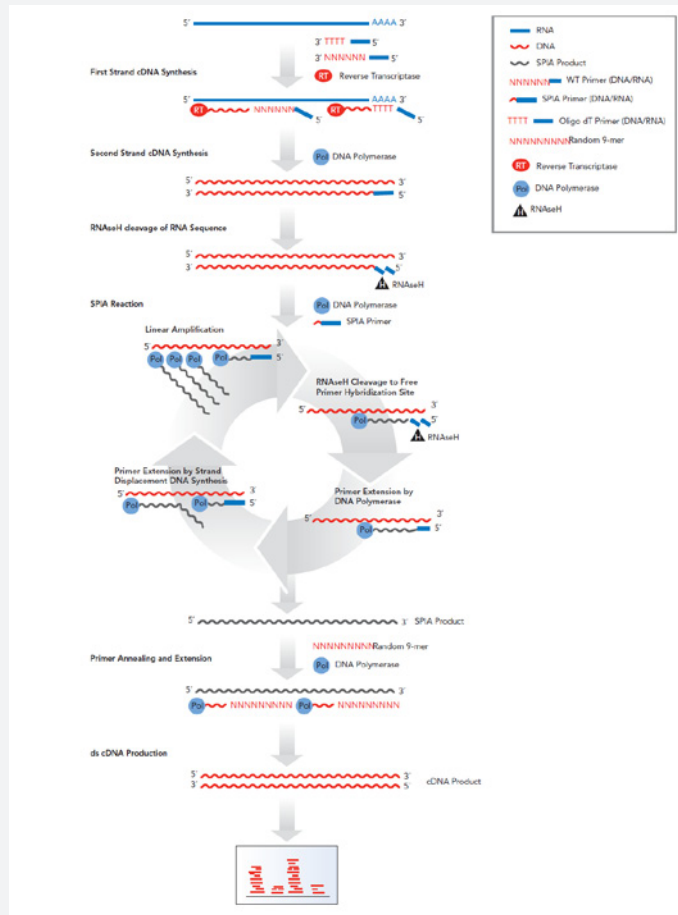 5' AAAA 3'
3' TTTT 5'
3' NNNNNN 5'
First Strand cDNA Synthesis
RT Reverse Transcriptase
AAAA 3'
RT NNNNNN 5' RT TTTT 5'
Second Strand cDNA Synthesis
Pol DNA Polymerase
5' 3'
3' 5'
RNAseH cleavage of RNA Sequence
5' 3'
3' 5'
H RNAseH
SPIA Reaction
Pol DNA Polymerase
SPIA Primer
Linear Amplification
5' 3'
Pol Pol Pol Pol 5'
RNAseH Cleavage to Free
Primer Hybridization Site
5' 3'
Pol 5'
H RNAseH
Primer Extension by Strand
Displacement DNA Synthesis
5' 3'
Pol Pol 5'
Primer Extension by
DNA Polymerase
5' 3'
Pol 5'
5' 3' SPIA Product
NNNNNNNNN Random 9-mer
Primer Annealing and Extension
Pol DNA Polymerase
5' 3'
Pol NNNNNNNNN Pol NNNNNNNNN
ds cDNA Production
5' 3'
3' 5'
cDNA Product
RNA
DNA
SPIA Product
NNNNNN WT Primer (DNA/RNA)
SPIA Primer (DNA/RNA)
TTTT Oligo dT Primer (DNA/RNA)
NNNNNNNNN Random 9-mer
RT Reverse Transcriptase
Pol DNA Polymerase
H RNAseH